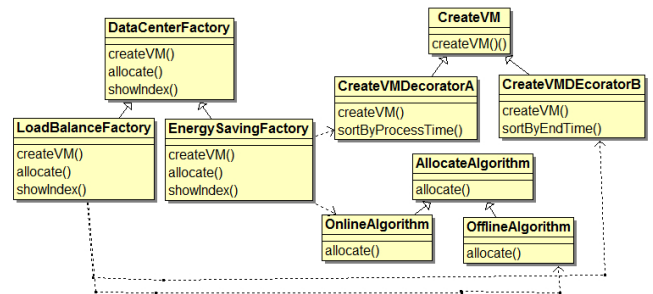 DataCenterFactory
createVM()
allocate()
showIndex()
CreateVM
createVM()()
LoadBalanceFactory
createVM()
allocate()
showIndex()
EnergySavingFactory
createVM()
allocate()
showIndex()
CreateVMDecoratorA
createVM()
sortByProcessTime()
CreateVMDEcoratorB
createVM()
sortByEndTime()
AllocateAlgorithm
allocate()
OnlineAlgorithm
allocate()
OfflineAlgorithm
allocate()